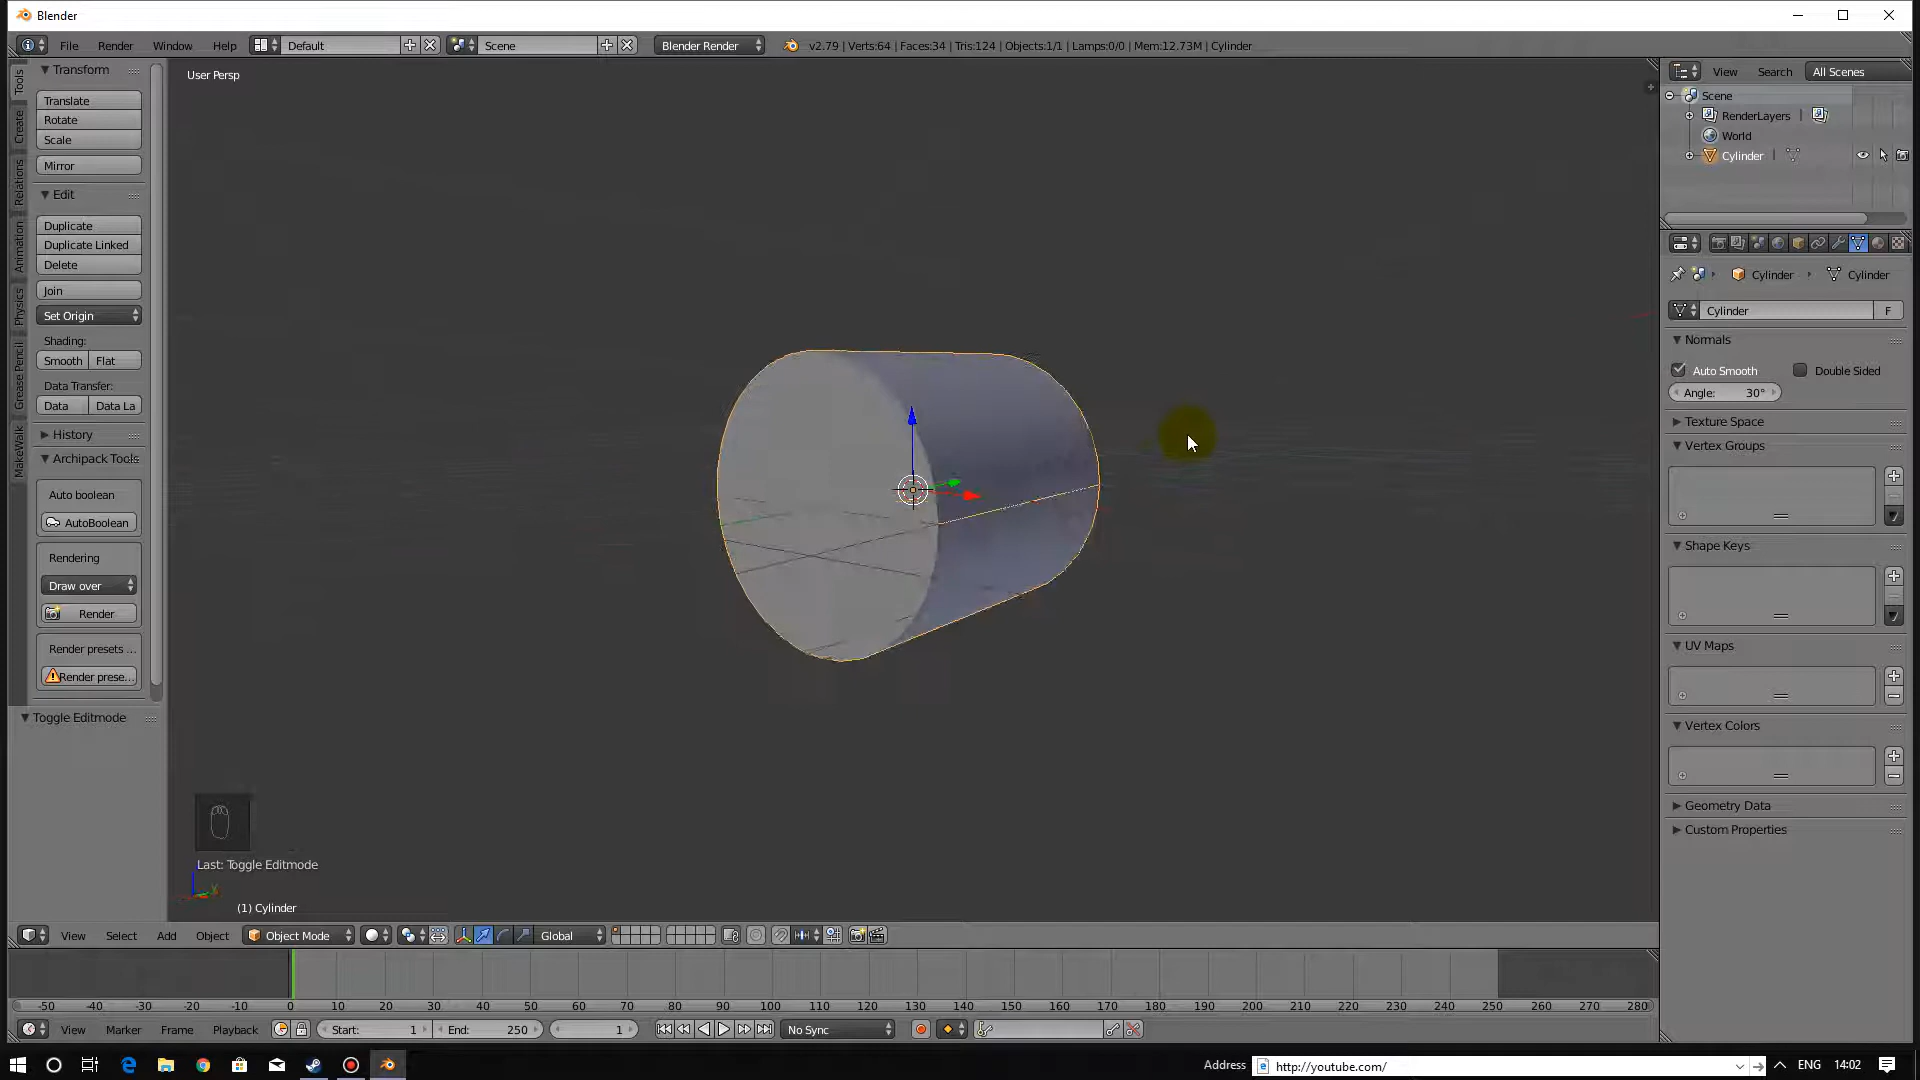 Blender
File Render Window Help Default Scene Blender Render v2.79 | Verts:64 | Faces:34 | Tris:124 | Objects:1/1 | Lamps:0/0 | Mem:12.73M | Cylinder
Tools
Create
Relations
Animation
Physics
Grease Pencil
MakeWalk
Transform
Translate
Rotate
Scale
Mirror
Edit
Duplicate
Duplicate Linked
Delete
Join
Set Origin
Shading:
Smooth Flat
Data Transfer:
Data Data La
History
Archipack Tools
Auto boolean
AutoBoolean
Rendering
Draw over
Render
Render presets ...
Render prese...
Toggle Editmode
User Persp
Last: Toggle Editmode
(1) Cylinder
View Search All Scenes
Scene
RenderLayers
World
Cylinder
Cylinder Cylinder
Cylinder F
Normals
Auto Smooth Double Sided
Angle: 30°
Texture Space
Vertex Groups
Shape Keys
UV Maps
Vertex Colors
Geometry Data
Custom Properties
View Select Add Object Object Mode Global
-50 -40 -30 -20 -10 0 10 20 30 40 50 60 70 80 90 100 110 120 130 140 150 160 170 180 190 200 210 220 230 240 250 260 270 280
View Marker Frame Playback Start: 1 End: 250 1 No Sync
Address http://youtube.com/ ENG 14:02